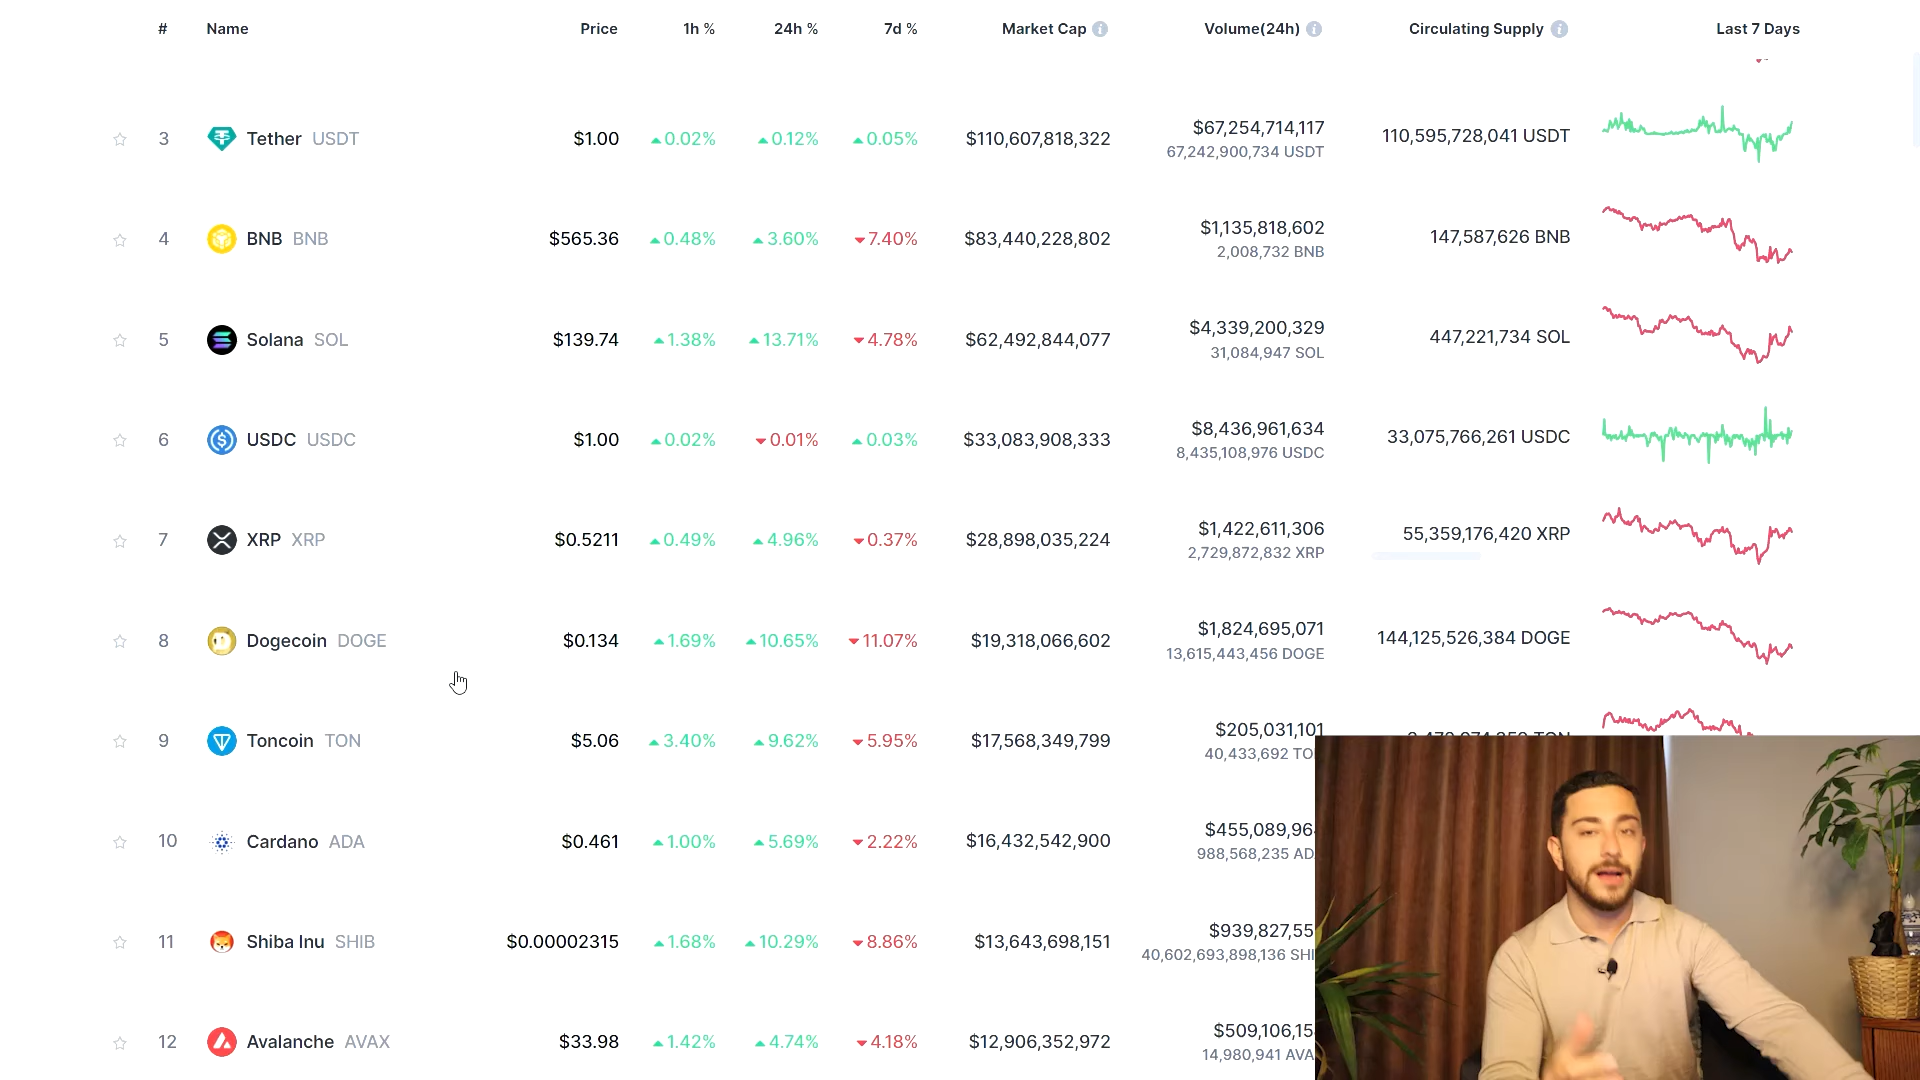 # Name Price 1h % 24h % 7d % Market Cap Volume(24h) Circulating Supply Last 7 Days
3 Tether USDT $1.00 0.02% 0.12% 0.05% $110,607,818,322 $67,254,714,117 110,595,728,041 USDT
67,242,900,734 USDT
4 BNB BNB $565.36 0.48% 3.60% 7.40% $83,440,228,802 $1,135,818,602 147,587,626 BNB
2,008,732 BNB
5 Solana SOL $139.74 1.38% 13.71% 4.78% $62,492,844,077 $4,339,200,329 447,221,734 SOL
31,084,947 SOL
6 USDC USDC $1.00 0.02% 0.01% 0.03% $33,083,908,333 $8,436,961,634 33,075,766,261 USDC
8,435,108,976 USDC
7 XRP XRP $0.5211 0.49% 4.96% 0.37% $28,898,035,224 $1,422,611,306 55,359,176,420 XRP
2,729,872,832 XRP
8 Dogecoin DOGE $0.134 1.69% 10.65% 11.07% $19,318,066,602 $1,824,695,071 144,125,526,384 DOGE
13,615,443,456 DOGE
9 Toncoin TON $5.06 3.40% 9.62% 5.95% $17,568,349,799 $205,031,101
40,433,692 TO
10 Cardano ADA $0.461 1.00% 5.69% 2.22% $16,432,542,900 $455,089,96
988,568,235 AD
11 Shiba Inu SHIB $0.00002315 1.68% 10.29% 8.86% $13,643,698,151 $939,827,55
40,602,693,898,136 SHI
12 Avalanche AVAX $33.98 1.42% 4.74% 4.18% $12,906,352,972 $509,106,15
14,980,941 AVA